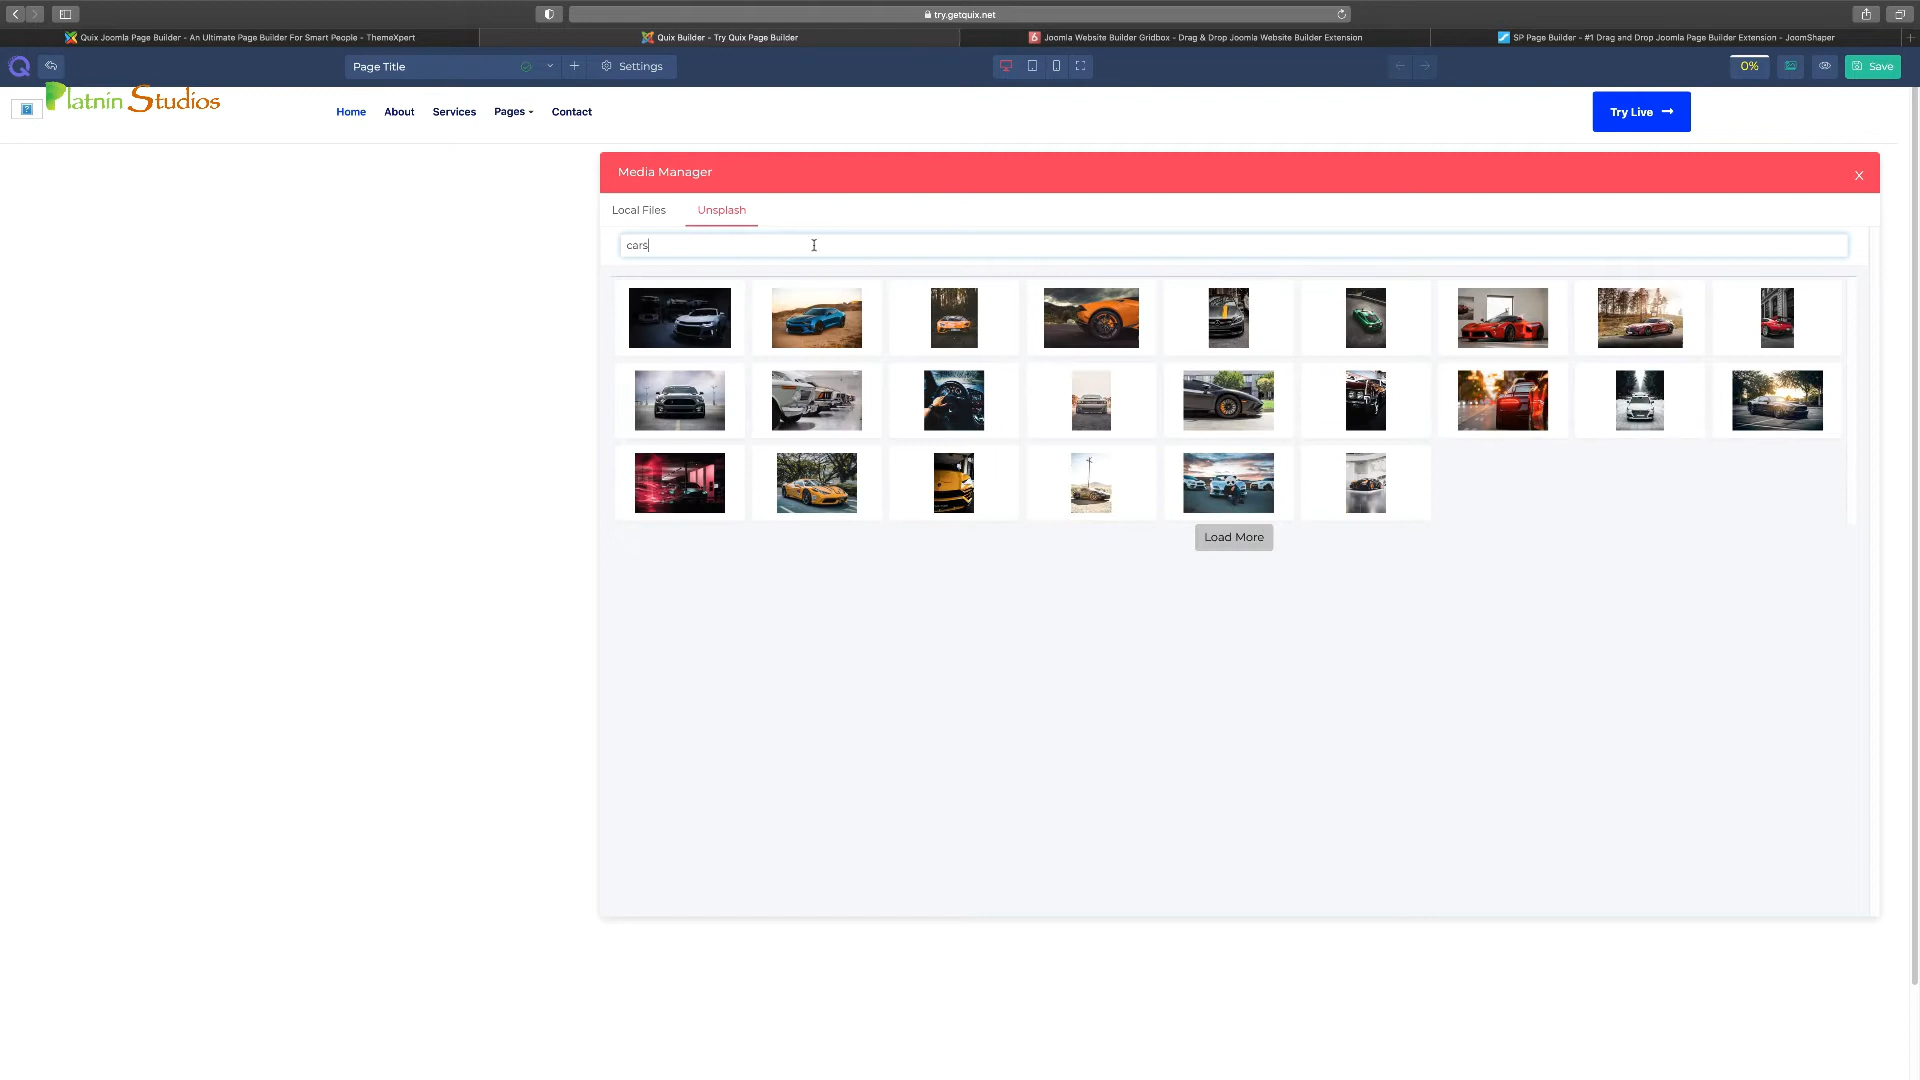 try.getquix.net
Quix Joomla Page Builder - An Ultimate Page Builder For Smart People - ThemeXpert
Quix Builder - Try Quix Page Builder
6 Joomla Website Builder Gridbox - Drag & Drop Joomla Website Builder Extension
SP Page Builder - #1 Drag and Drop Joomla Page Builder Extension - JoomShaper
Page Title
Settings
0%
Save
Platnin Studios
Home
About
Services
Pages
Contact
Try Live
Media Manager
X
Local Files
Unsplash
cars
Load More